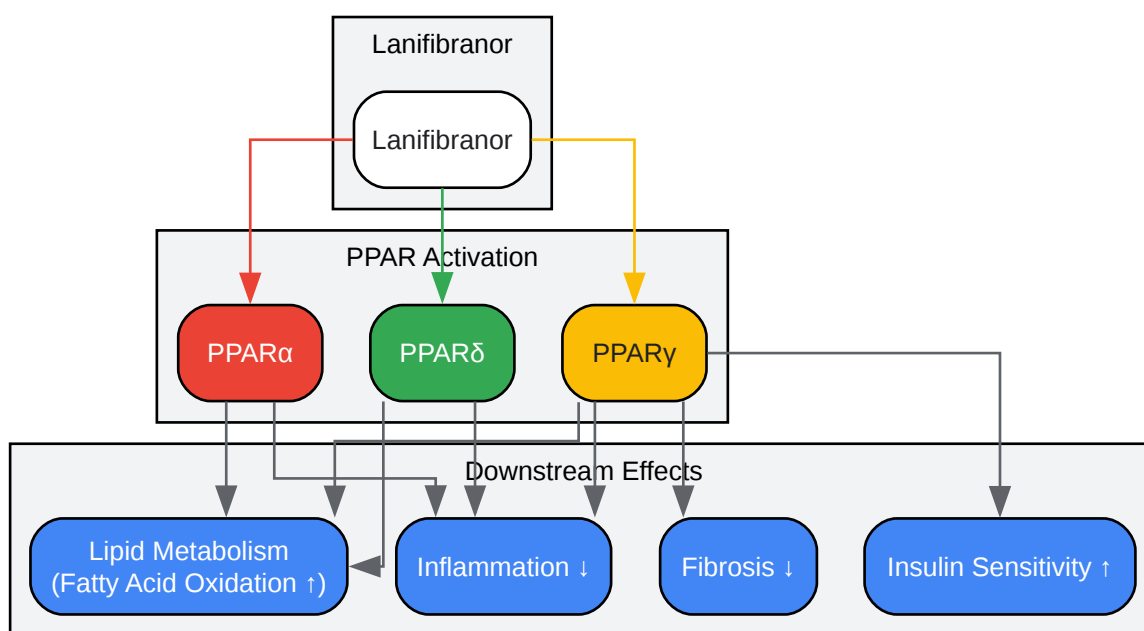 Lanifibranor
Lanifibranor
PPAR Activation
PPARα
PPARδ
PPARγ
Downstream Effects
Lipid Metabolism
(Fatty Acid Oxidation ↑)
Inflammation ↓
Fibrosis ↓
Insulin Sensitivity ↑